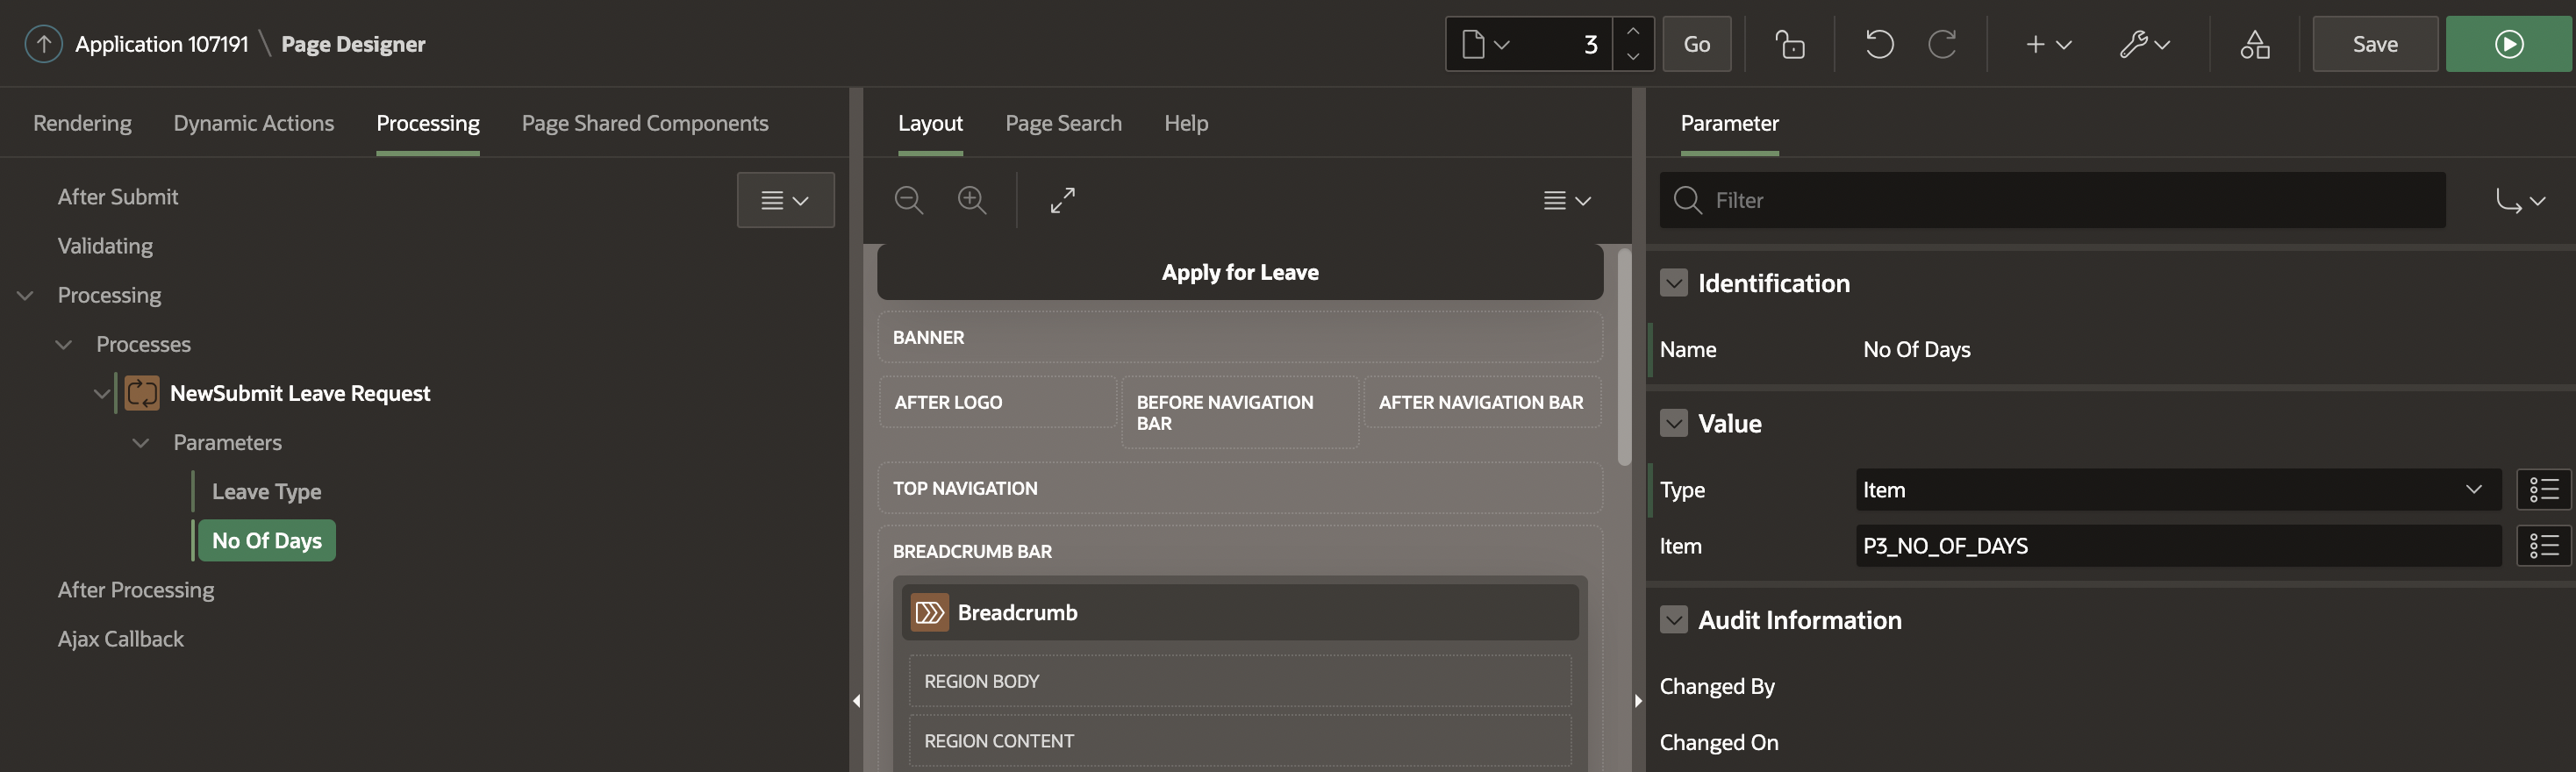 Application 107191 \ Page Designer
3
Go
Save
Rendering
Dynamic Actions
Processing
Page Shared Components
After Submit
Validating
Processing
Processes
NewSubmit Leave Request
Parameters
Leave Type
No Of Days
After Processing
Ajax Callback
Layout
Page Search
Help
Apply for Leave
BANNER
AFTER LOGO
BEFORE NAVIGATION
BAR
AFTER NAVIGATION BAR
TOP NAVIGATION
BREADCRUMB BAR
Breadcrumb
REGION BODY
REGION CONTENT
Parameter
Filter
Identification
Name
No Of Days
Value
Type
Item
Item
P3_NO_OF_DAYS
Audit Information
Changed By
Changed On